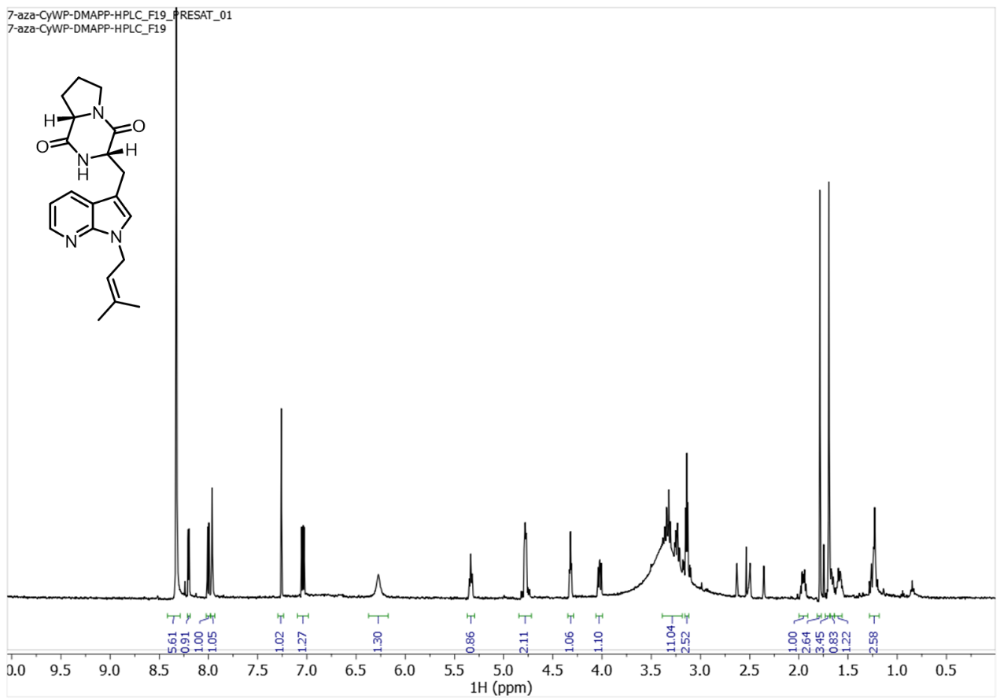 7-aza-CyWP-DMAPP-HPLC_F19_PRESAT_01
7-aza-CyWP-DMAPP-HPLC_F19
H
N
O
O
N
H
H
N
N
5.61
0.91
1.00
1.05
1.02
1.27
1.30
0.86
2.11
1.06
1.10
11.04
2.52
1.00
2.64
3.45
0.83
1.22
2.58
0.0 9.5 9.0 8.5 8.0 7.5 7.0 6.5 6.0 5.5 5.0 4.5 4.0 3.5 3.0 2.5 2.0 1.5 1.0 0.5
1H (ppm)